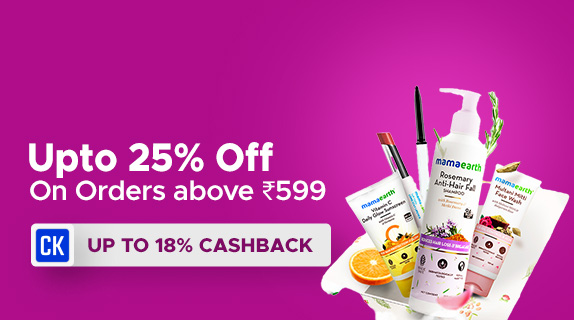 Upto 25% Off
On Orders above ₹599
CK
UP TO 18% CASHBACK
mamaearth
Vitamin C
Daily Glow Sunscreen
mamaearth
Rosemary
Anti-Hair Fall
SHAMPOO
mamaearth
Multani Mitti
Face Wash